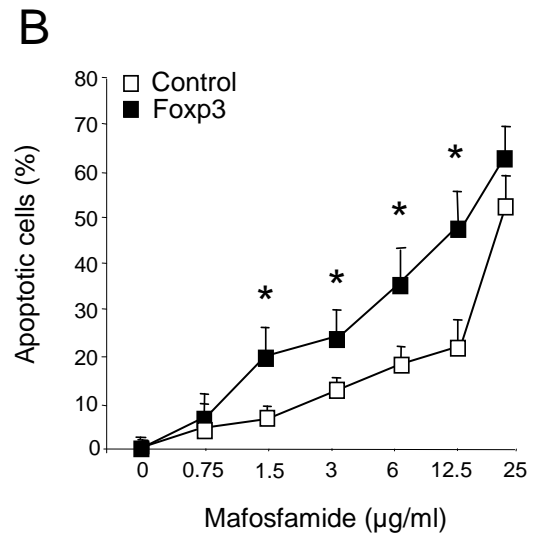 B
Control
Foxp3
Apoptotic cells (%)
80
70
60
50
40
30
20
10
0
*
*
*
*
0 0.75 1.5 3 6 12.5 25
Mafosfamide (µg/ml)